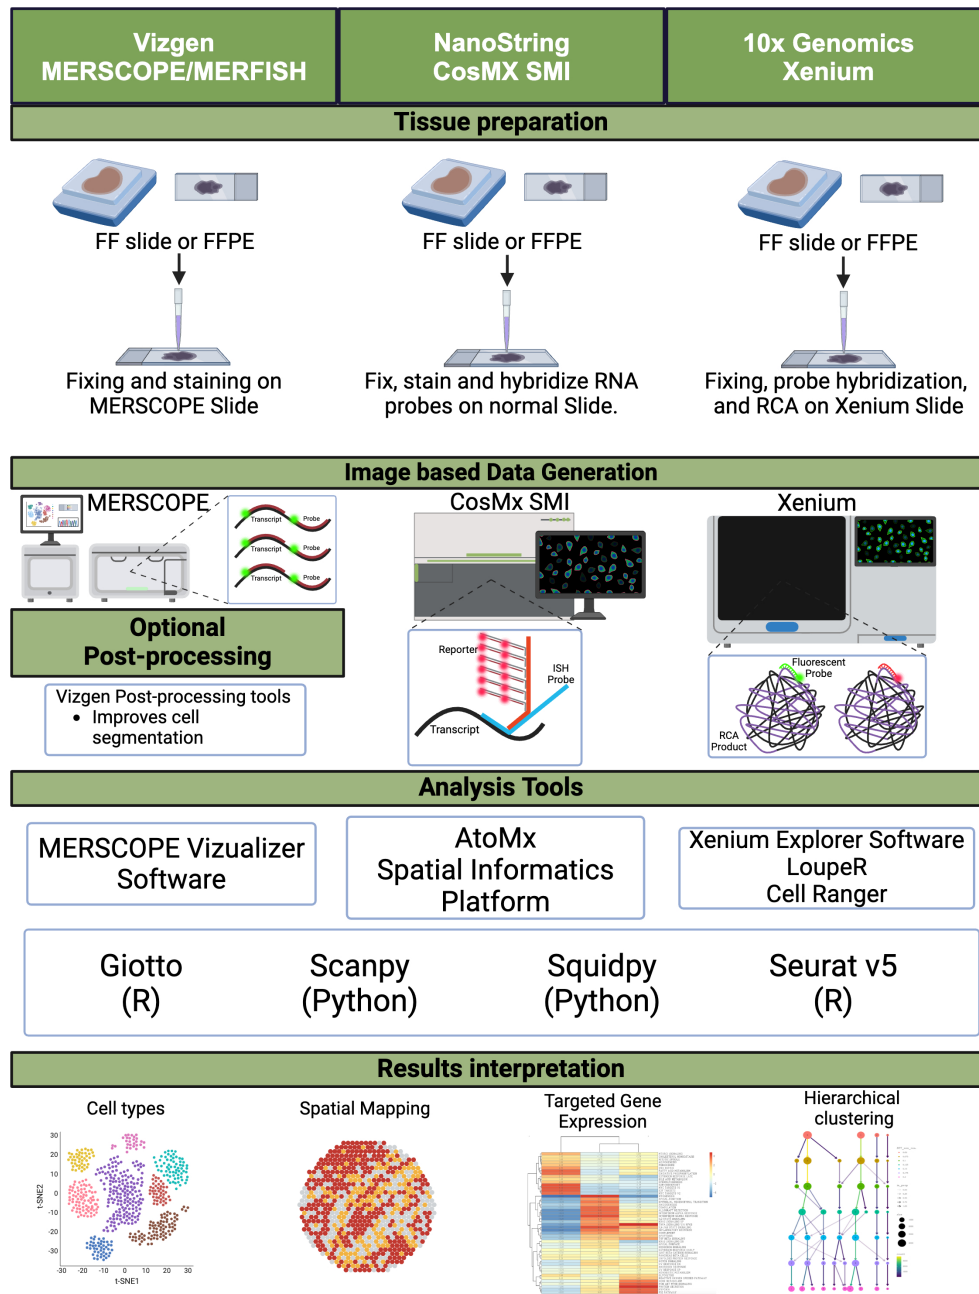 Vizgen
MERSCOPE/MERFISH
NanoString
CosMX SMI
10x Genomics
Xenium
Tissue preparation
FF slide or FFPE
FF slide or FFPE
FF slide or FFPE
Fixing and staining on
MERSCOPE Slide
Fix, stain and hybridize RNA
probes on normal Slide.
Fixing, probe hybridization,
and RCA on Xenium Slide
Image based Data Generation
MERSCOPE
Transcript
Probe
Transcript
Probe
Transcript
Probe
CosMx SMI
Reporter
ISH
Probe
Transcript
Xenium
Fluorescent
Probe
RCA
Product
Optional
Post-processing
Vizgen Post-processing tools
• Improves cell
segmentation
Analysis Tools
MERSCOPE Vizualizer
Software
AtoMx
Spatial Informatics
Platform
Xenium Explorer Software
LoupeR
Cell Ranger
Giotto
(R)
Scanpy
(Python)
Squidpy
(Python)
Seurat v5
(R)
Results interpretation
Cell types
30
20
10
0
-10
-20
-30
t-SNE2
-30 -20 -10 0 10 20 30
t-SNE1
Spatial Mapping
Targeted Gene
Expression
Hierarchical
clustering